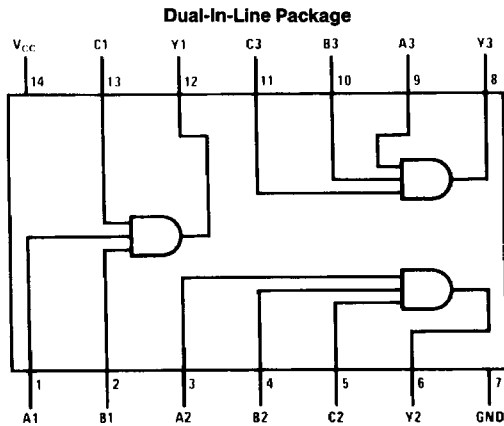 Dual-In-Line Package
VCC C1 Y1 C3 B3 A3 Y3
14 13 12 11 10 9 8
1 2 3 4 5 6 7
A1 B1 A2 B2 C2 Y2 GND